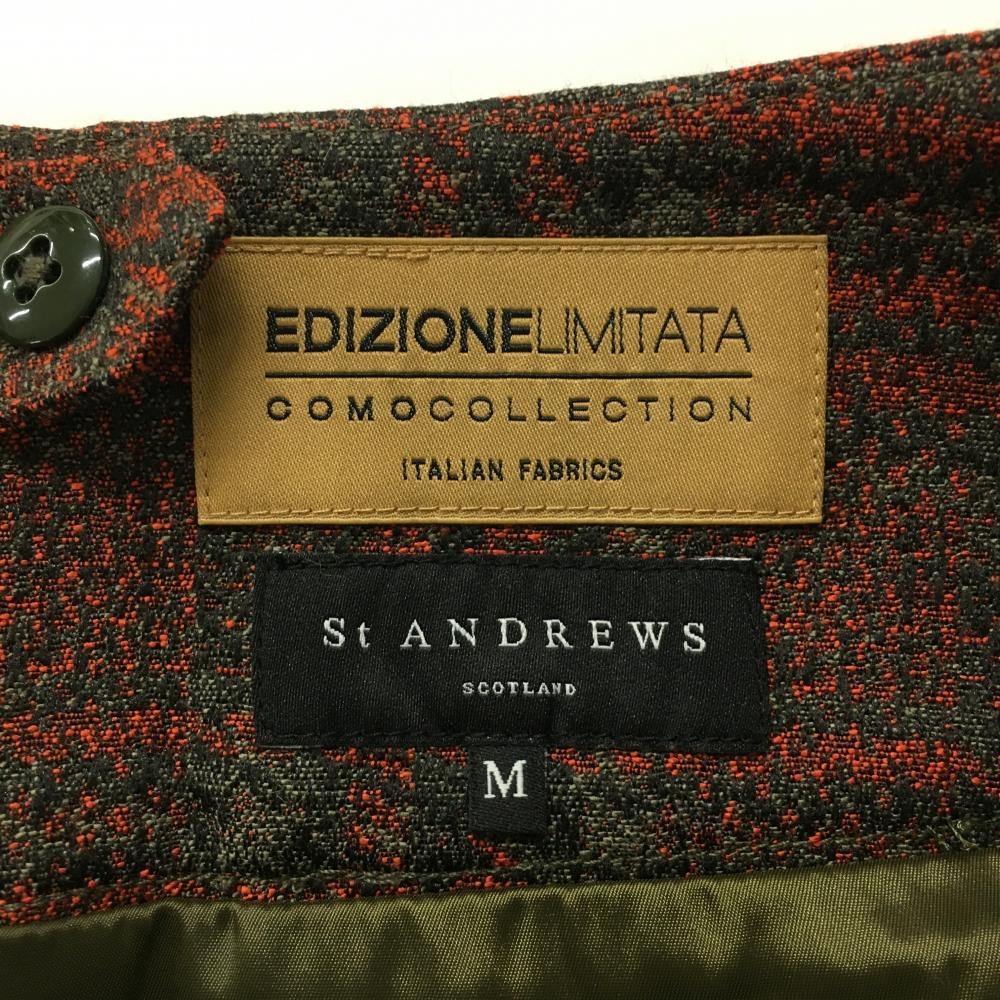 EDIZIONELIMITATA
COMOCOLLECTION
ITALIAN FABRICS
St ANDREWS
SCOTLAND
M